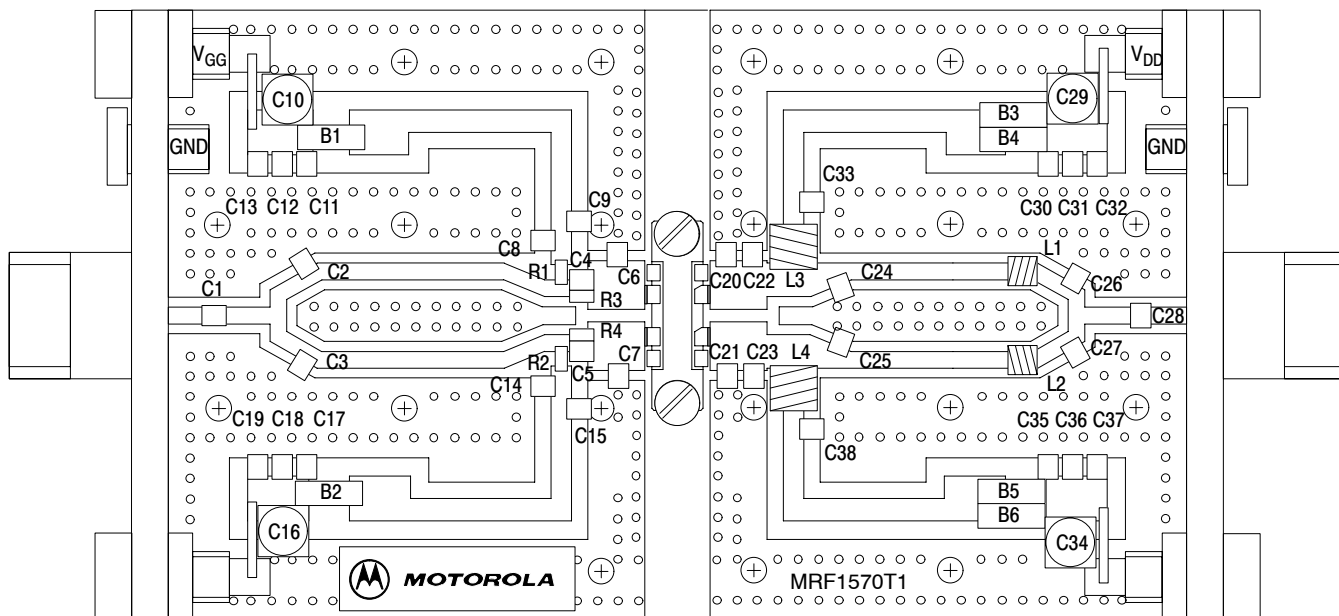 VGG
VDD
C10
C29
B1
B3
B4
GND
GND
C33
C9
C13 C12 C11
C30 C31 C32
C8
C4
C2
R1
C6
C20 C22 L3
C24
L1
C26
C1
R3
R4
C28
C3
R2
C5
C7
C21 C23 L4
C25
C27
L2
C14
C19 C18 C17
C15
C35 C36 C37
C38
B2
B5
B6
C16
C34
MOTOROLA
MRF1570T1